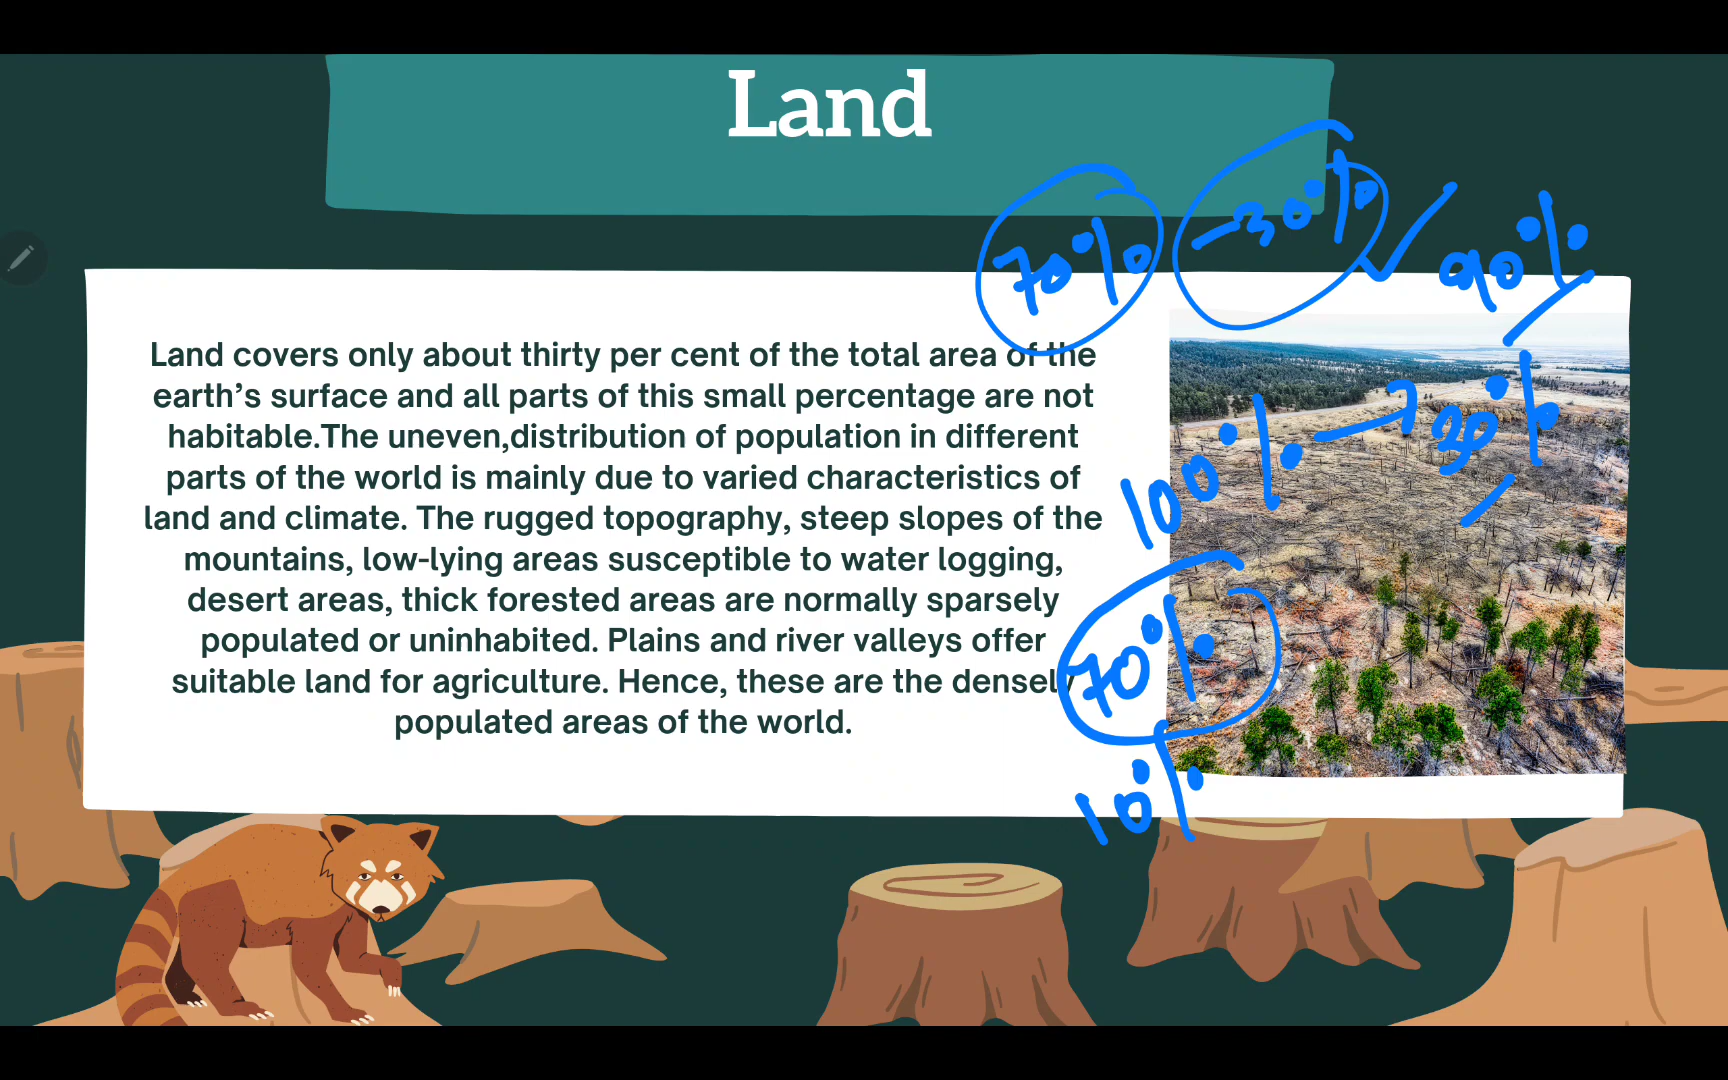 Land
70%
-30%
90%
Land covers only about thirty per cent of the total area of the
earth’s surface and all parts of this small percentage are not
habitable.The uneven,distribution of population in different
parts of the world is mainly due to varied characteristics of
land and climate. The rugged topography, steep slopes of the
mountains, low-lying areas susceptible to water logging,
desert areas, thick forested areas are normally sparsely
populated or uninhabited. Plains and river valleys offer
suitable land for agriculture. Hence, these are the densely
populated areas of the world.
100%
70%
10%